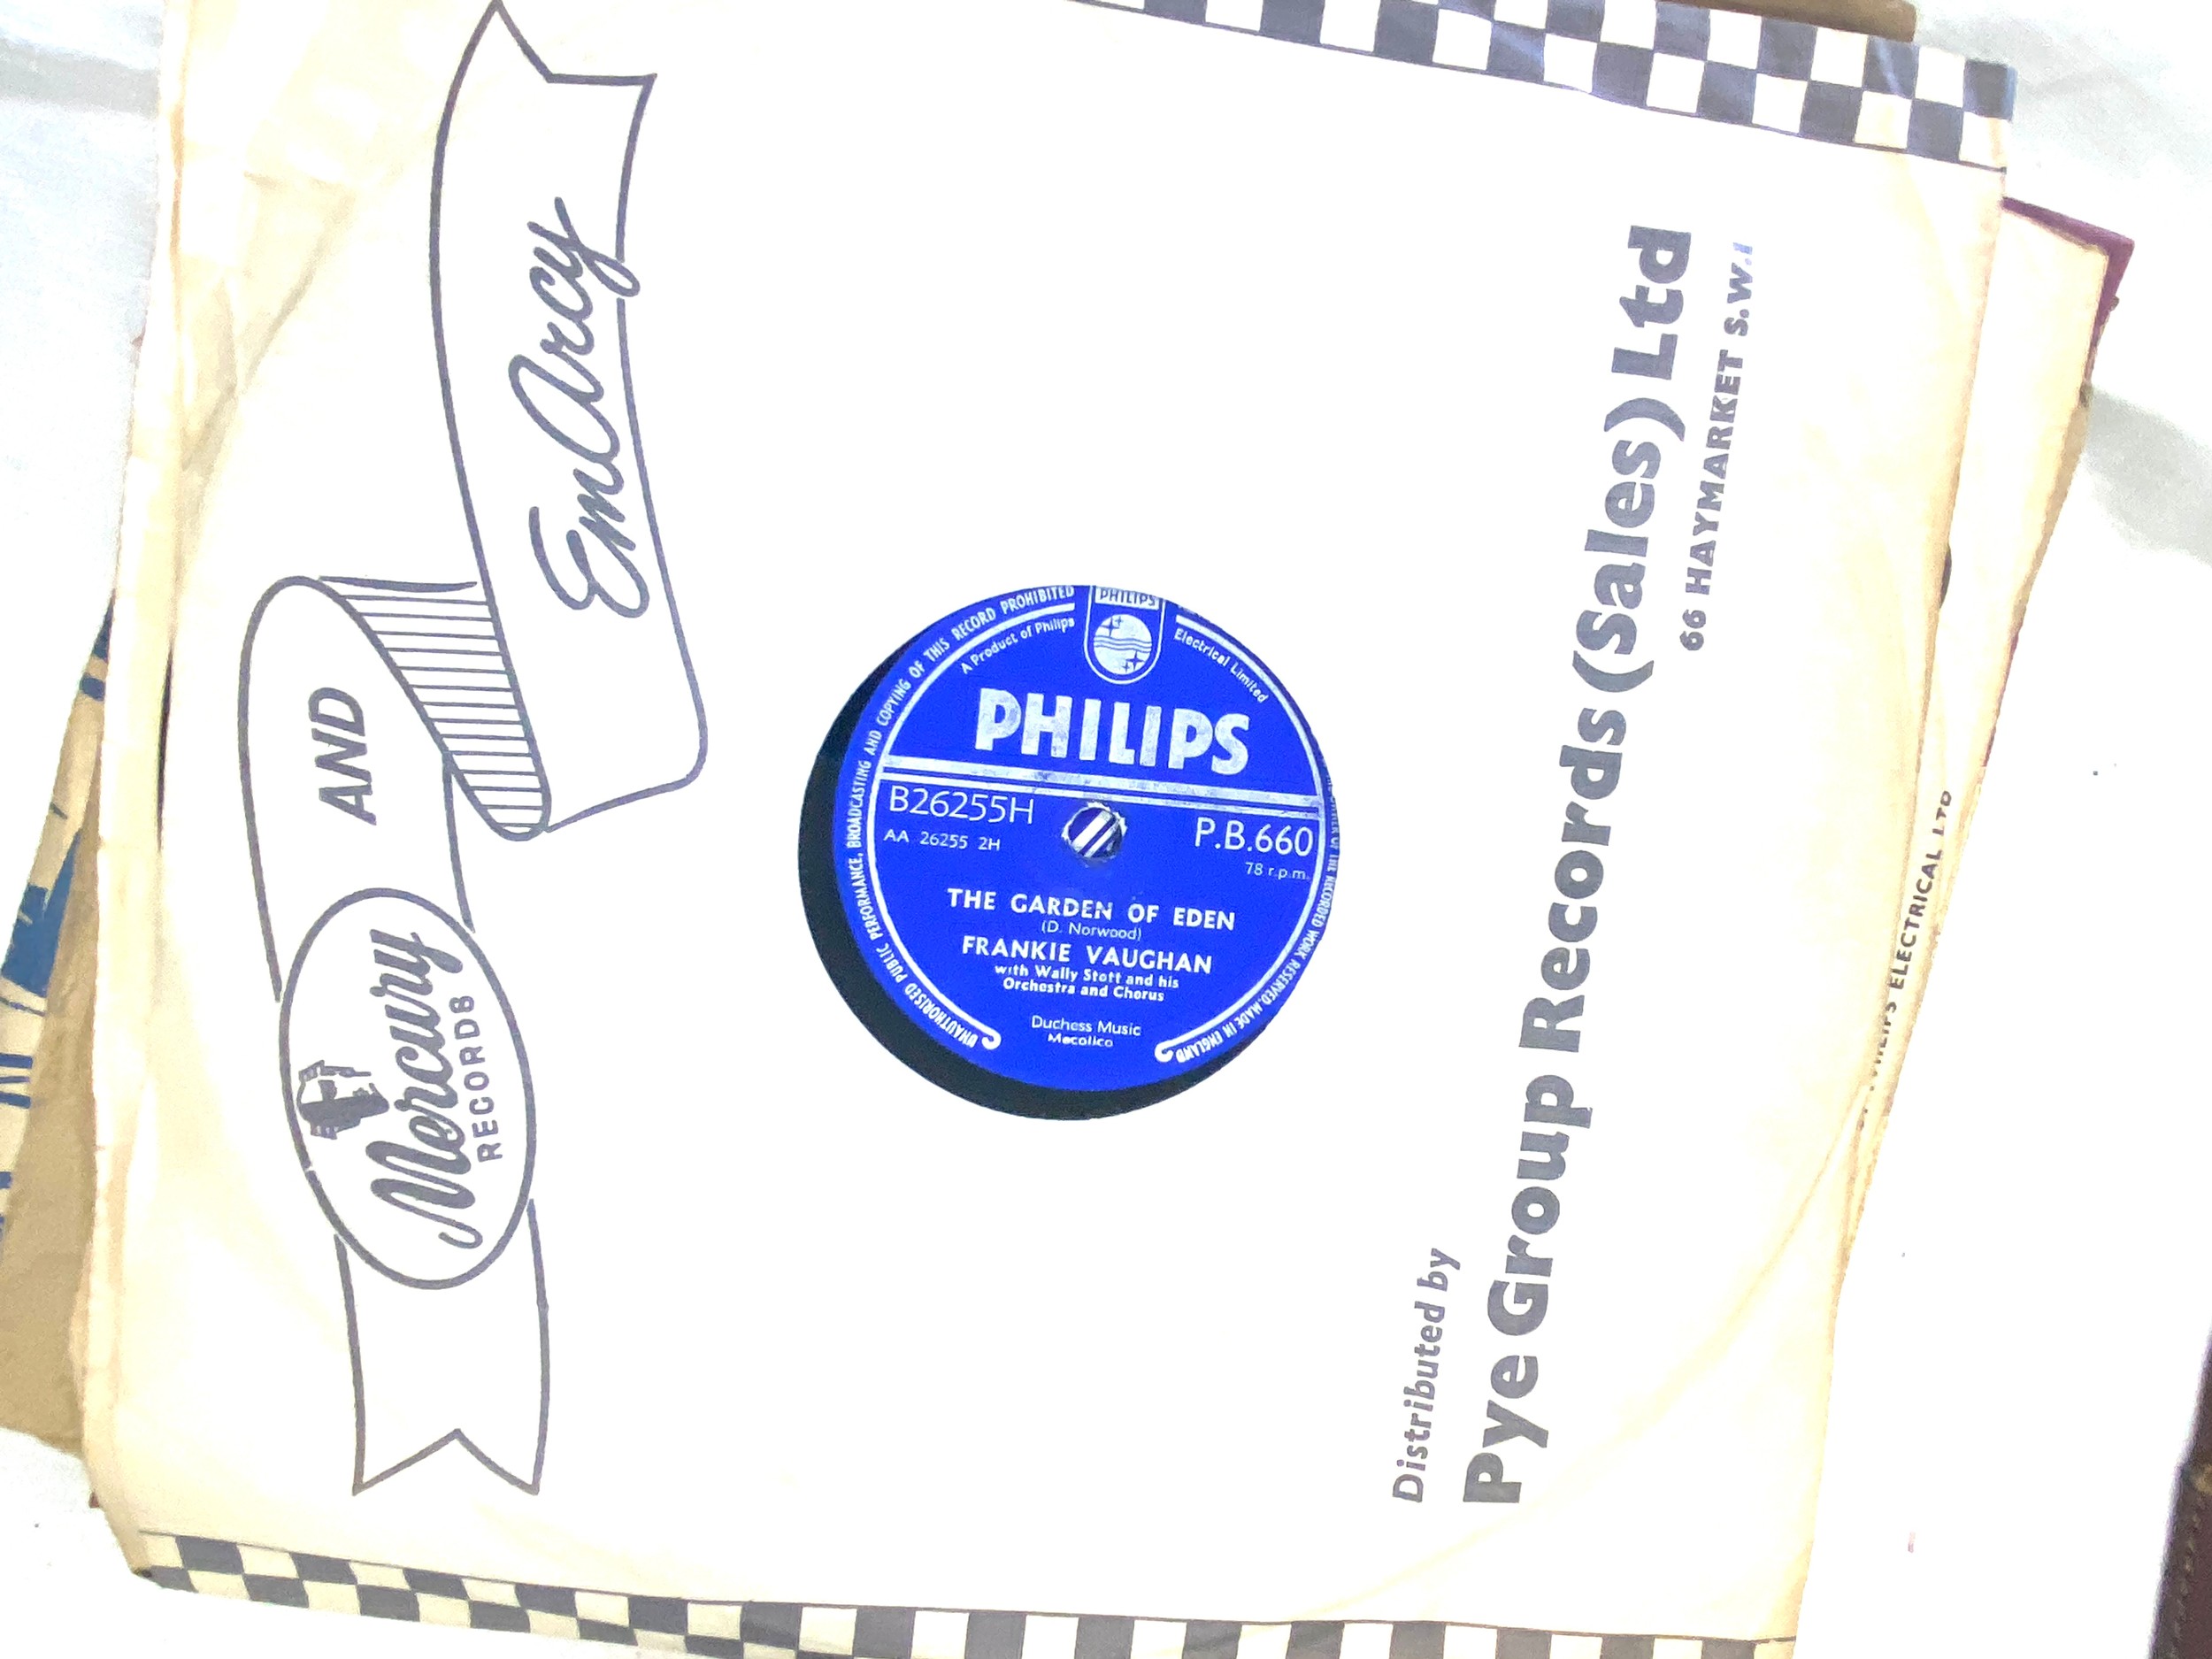 Mercury
RECORDS
AND
EmArcy
UNAUTHORISED PUBLIC PERFORMANCE, BROADCASTING AND COPYING OF THIS RECORD PROHIBITED
RECORDED WORK RESERVED. MADE IN ENGLAND
A Product of Philips
Electrical Limited
PHILIPS
PHILIPS
B26255H
P.B.660
AA 26255 2H
78 r.p.m.
THE GARDEN OF EDEN
(D. Norwood)
FRANKIE VAUGHAN
with Wally Stott and his
Orchestra and Chorus
Duchess Music
Mecolico
Distributed by
Pye Group Records (Sales) Ltd
66 HAYMARKET S.W.1
ELECTRICAL LTD